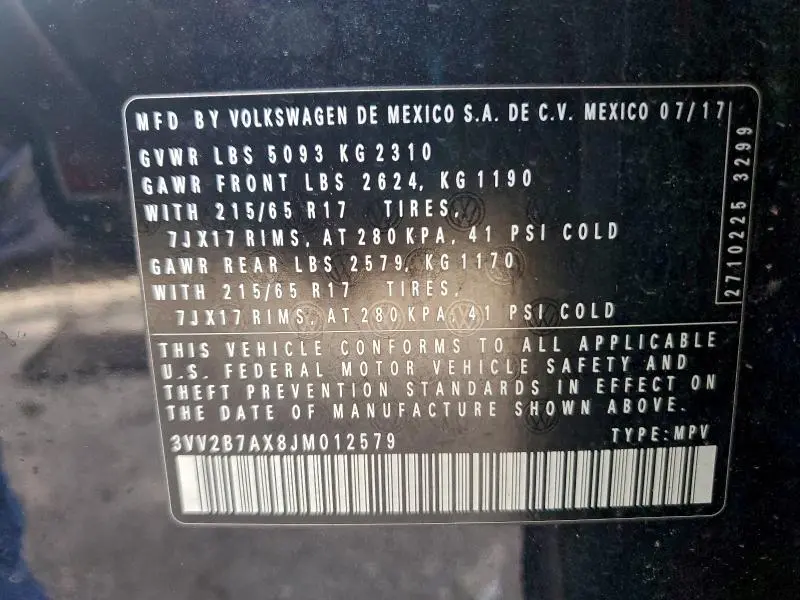 MFD BY VOLKSWAGEN DE MEXICO S.A. DE C.V. MEXICO 07/17
GVWR LBS 5093 KG 2310
GAWR FRONT LBS 2624, KG 1190
WITH 215/65 R17 TIRES,
7JX17 RIMS, AT 280 KPA, 41 PSI COLD
GAWR REAR LBS 2579, KG 1170
WITH 215/65 R17 TIRES,
7JX17 RIMS, AT 280 KPA, 41 PSI COLD
THIS VEHICLE CONFORMS TO ALL APPLICABLE
U.S. FEDERAL MOTOR VEHICLE SAFETY AND
THEFT PREVENTION STANDARDS IN EFFECT ON
THE DATE OF MANUFACTURE SHOWN ABOVE.
3VV2B7AX8JM012579 TYPE: MPV
2710225 3299